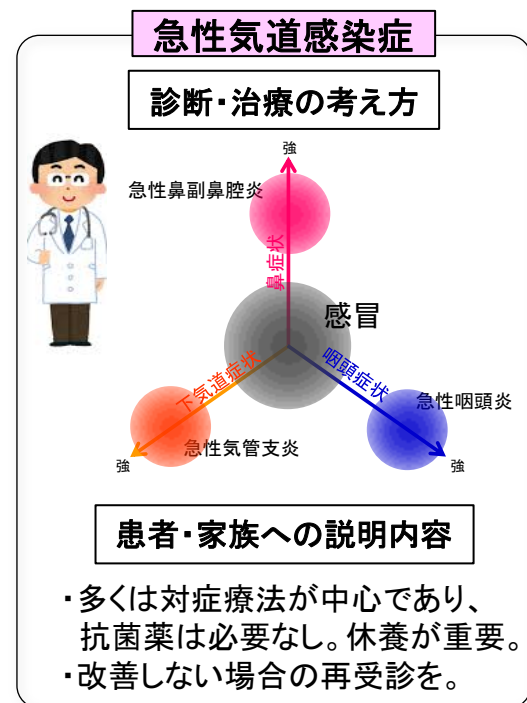 急性気道感染症
診断・治療の考え方
強
急性鼻副鼻腔炎
鼻症状
感冒
下気道症状
咽頭症状
急性咽頭炎
急性気管支炎
強
強
患者・家族への説明内容
・多くは対症療法が中心であり、
抗菌薬は必要なし。休養が重要。
・改善しない場合の再受診を。